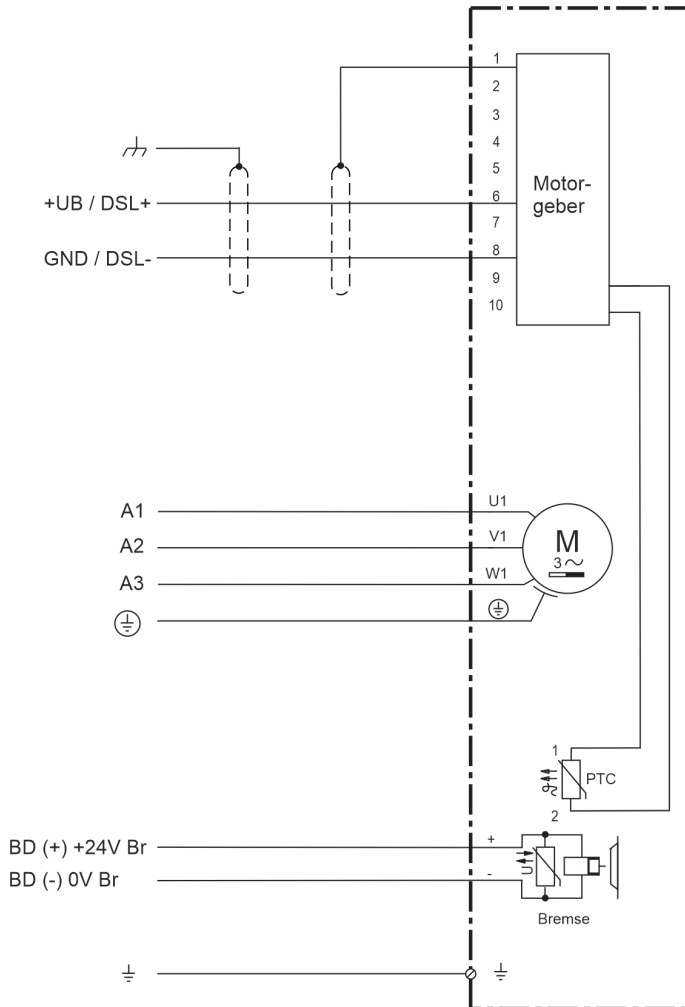 1
2
3
4
5
6
7
8
9
10
Motor-
geber
+UB / DSL+
GND / DSL-
A1
U1
A2
V1
A3
W1
M
3~
1
PTC
ϑ
2
BD (+) +24V Br
+
BD (-) 0V Br
-
U
Bremse